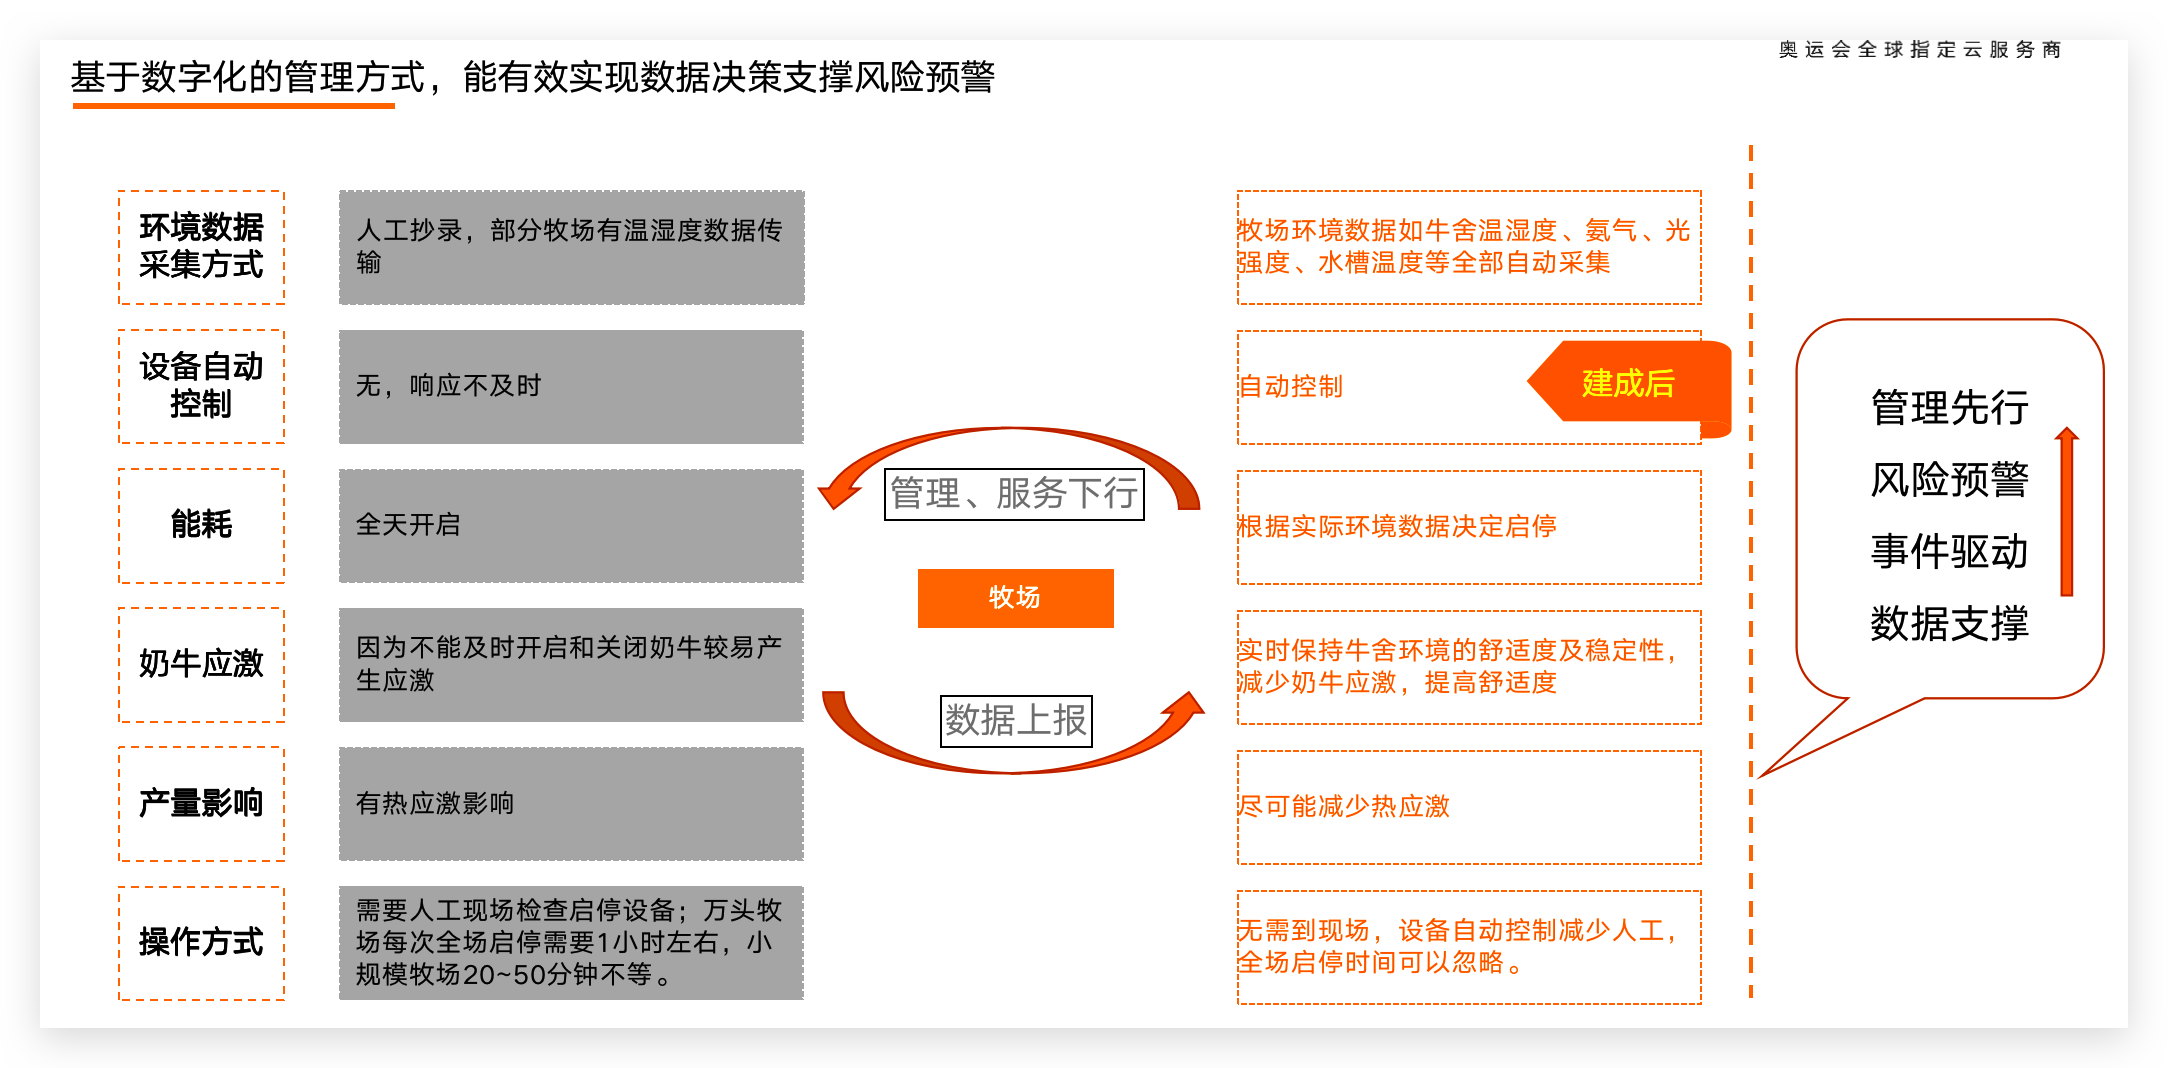 奥运会全球指定云服务商
基于数字化的管理方式，能有效实现数据决策支撑风险预警
环境数据
采集方式
人工抄录，部分牧场有温湿度数据传
输
牧场环境数据如牛舍温湿度、氨气、光
强度、水槽温度等全部自动采集
设备自动
控制
无，响应不及时
自动控制
建成后
能耗
全天开启
根据实际环境数据决定启停
奶牛应激
因为不能及时开启和关闭奶牛较易产
生应激
实时保持牛舍环境的舒适度及稳定性，
减少奶牛应激，提高舒适度
产量影响
有热应激影响
尽可能减少热应激
操作方式
需要人工现场检查启停设备；万头牧
场每次全场启停需要1小时左右，小
规模牧场20~50分钟不等。
无需到现场，设备自动控制减少人工，
全场启停时间可以忽略。
管理、服务下行
牧场
数据上报
管理先行
风险预警
事件驱动
数据支撑